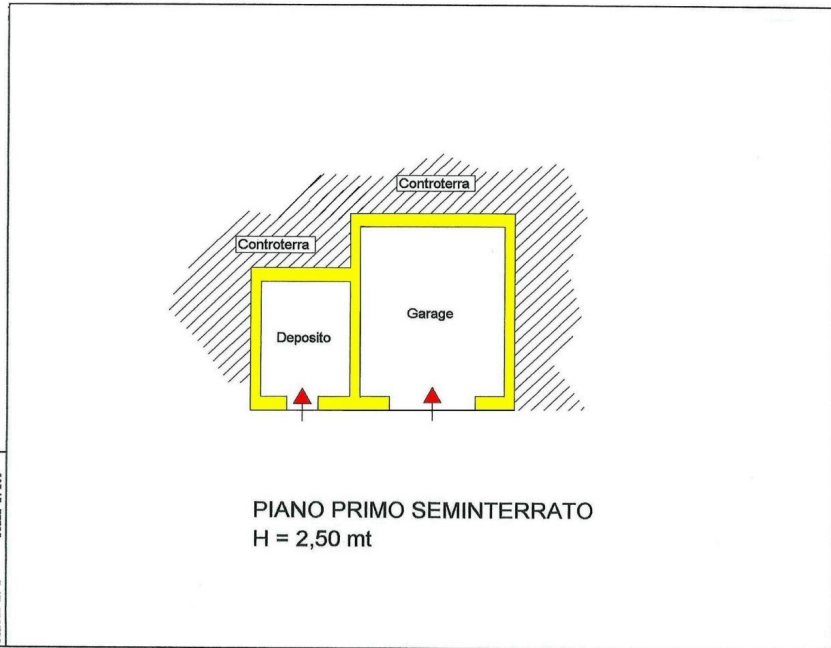 Controterra
Controterra
Garage
Deposito
PIANO PRIMO SEMINTERRATO
H = 2,50 mt